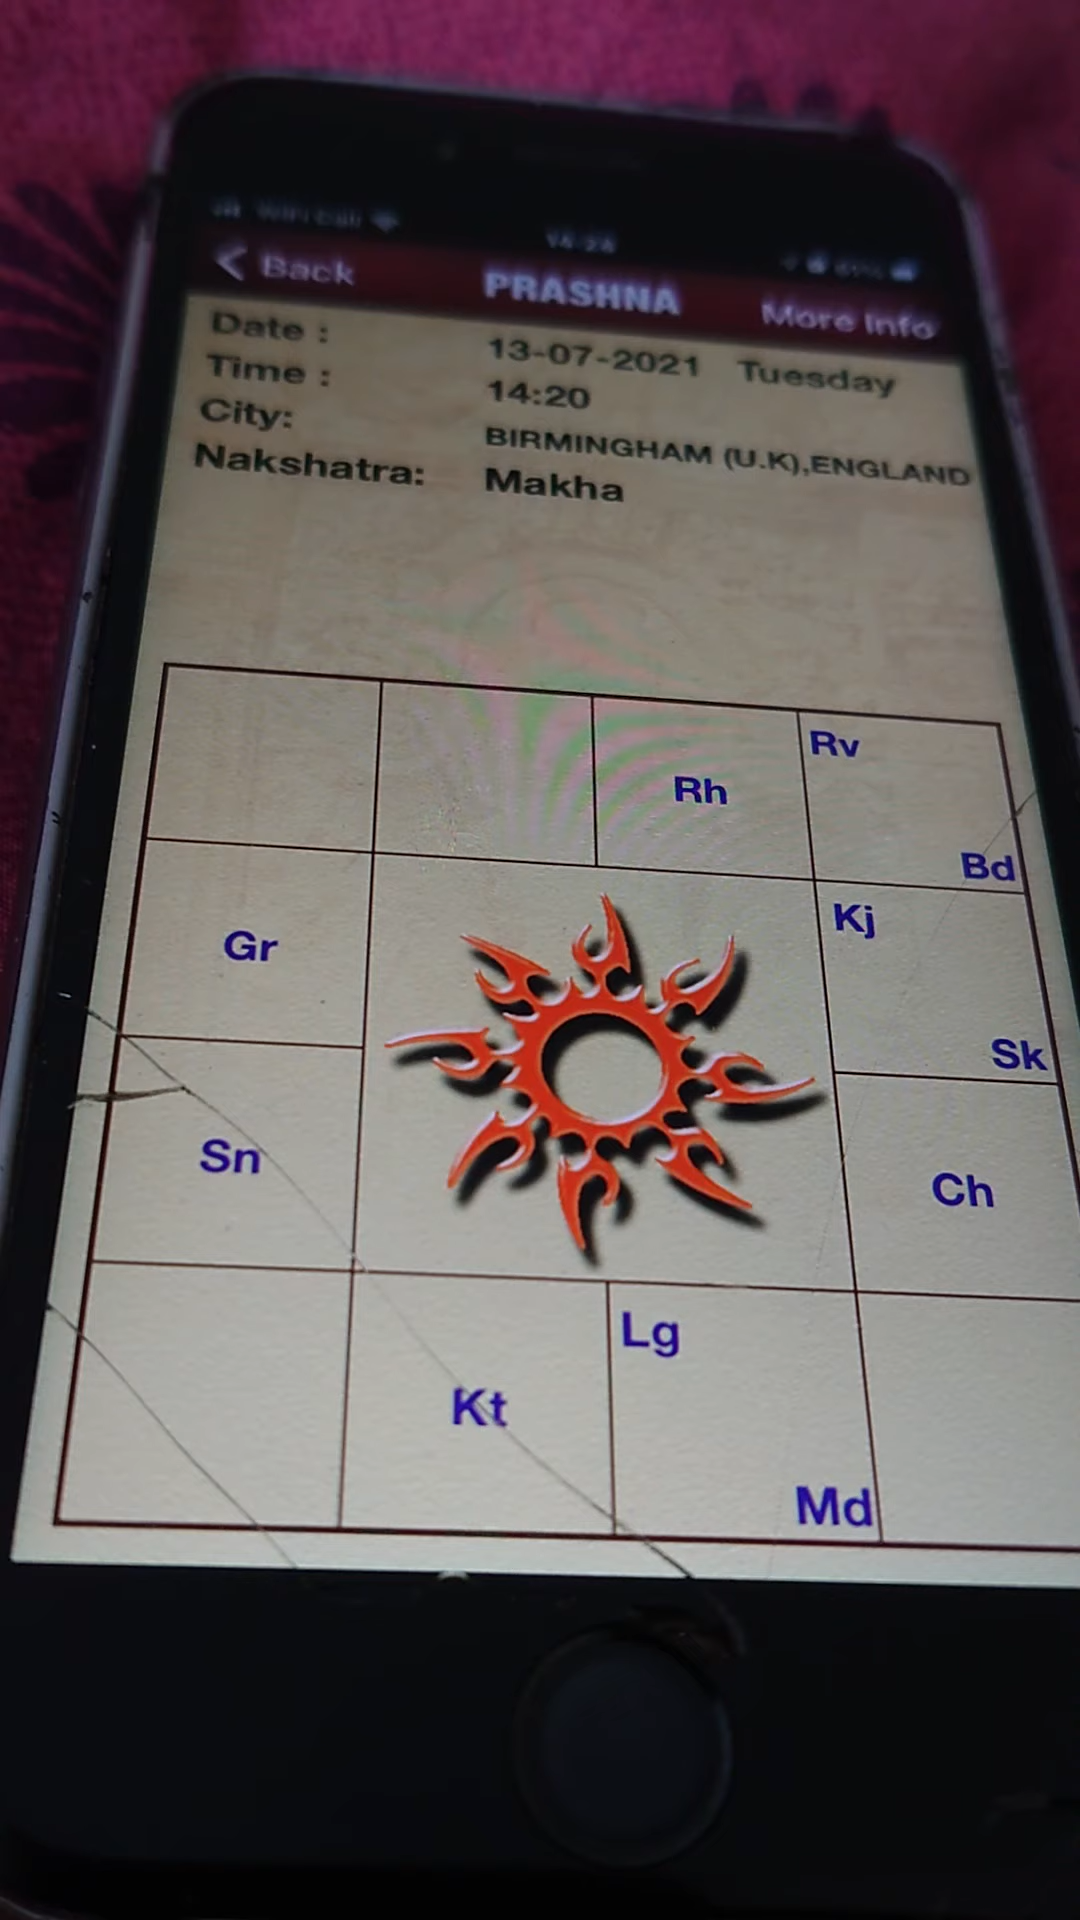 Back PRASHNA More Info
Date : 13-07-2021 Tuesday
Time : 14:20
City: BIRMINGHAM (U.K),ENGLAND
Nakshatra: Makha
Rv
Rh
Bd
Kj
Gr
Sk
Sn
Ch
Lg
Kt
Md